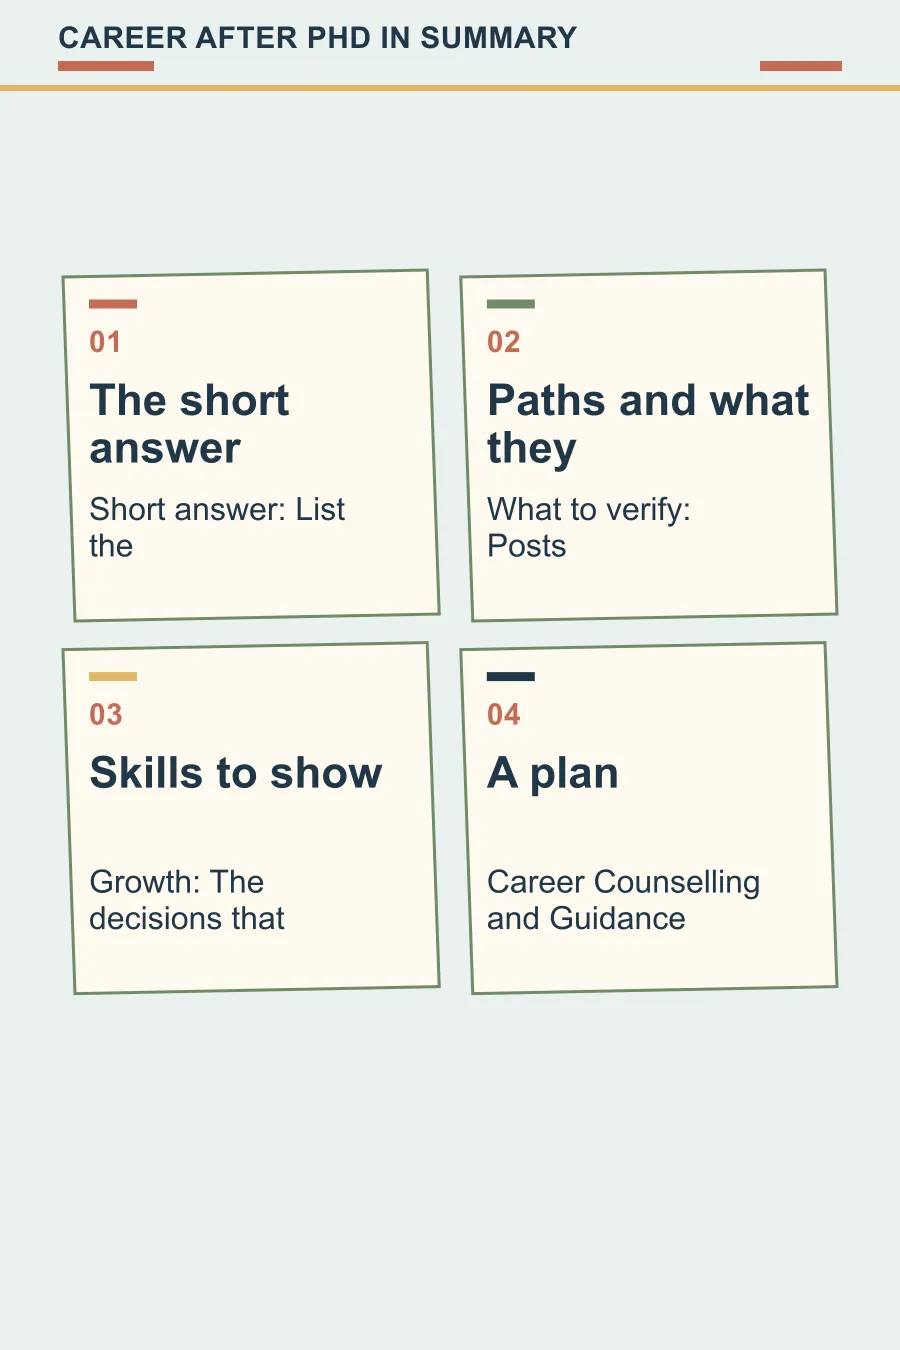 CAREER AFTER PHD IN SUMMARY
01
The short
answer
Short answer: List
the
02
Paths and what
they
What to verify:
Posts
03
Skills to show
Growth: The
decisions that
04
A plan
Career Counselling
and Guidance